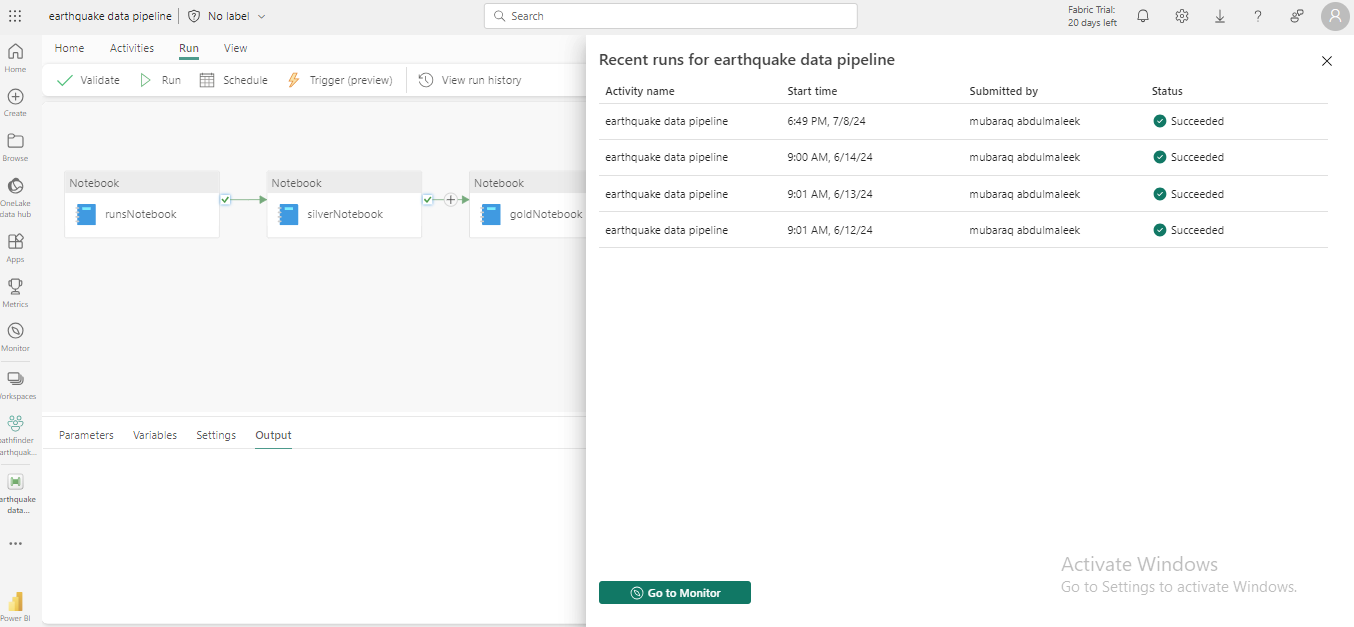 earthquake data pipeline
No label
Search
Fabric Trial:
20 days left
Home
Create
Browse
OneLake
data hub
Apps
Metrics
Monitor
orkspaces
athfinder
arthquak...
arthquake
data...
Power BI
Home Activities Run View
Validate Run Schedule Trigger (preview) View run history
Notebook
runsNotebook
Notebook
silverNotebook
Notebook
goldNotebook
Parameters Variables Settings Output
Recent runs for earthquake data pipeline
Activity name Start time Submitted by Status
earthquake data pipeline 6:49 PM, 7/8/24 mubaraq abdulmaleek Succeeded
earthquake data pipeline 9:00 AM, 6/14/24 mubaraq abdulmaleek Succeeded
earthquake data pipeline 9:01 AM, 6/13/24 mubaraq abdulmaleek Succeeded
earthquake data pipeline 9:01 AM, 6/12/24 mubaraq abdulmaleek Succeeded
Go to Monitor
Activate Windows
Go to Settings to activate Windows.